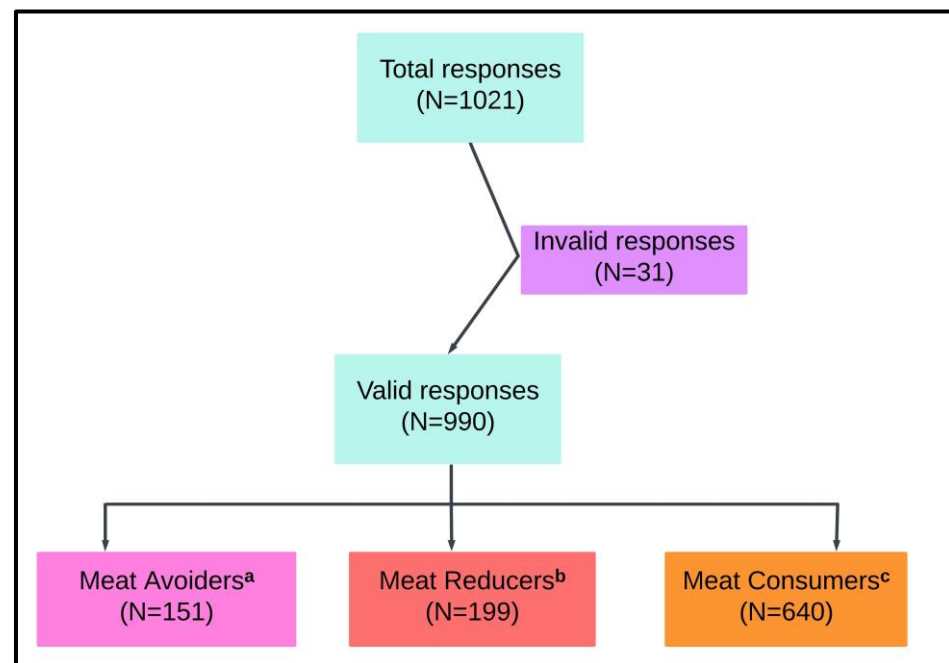 Total responses
(N=1021)
Invalid responses
(N=31)
Valid responses
(N=990)
Meat Avoidersᵃ
(N=151)
Meat Reducersᵇ
(N=199)
Meat Consumersᶜ
(N=640)